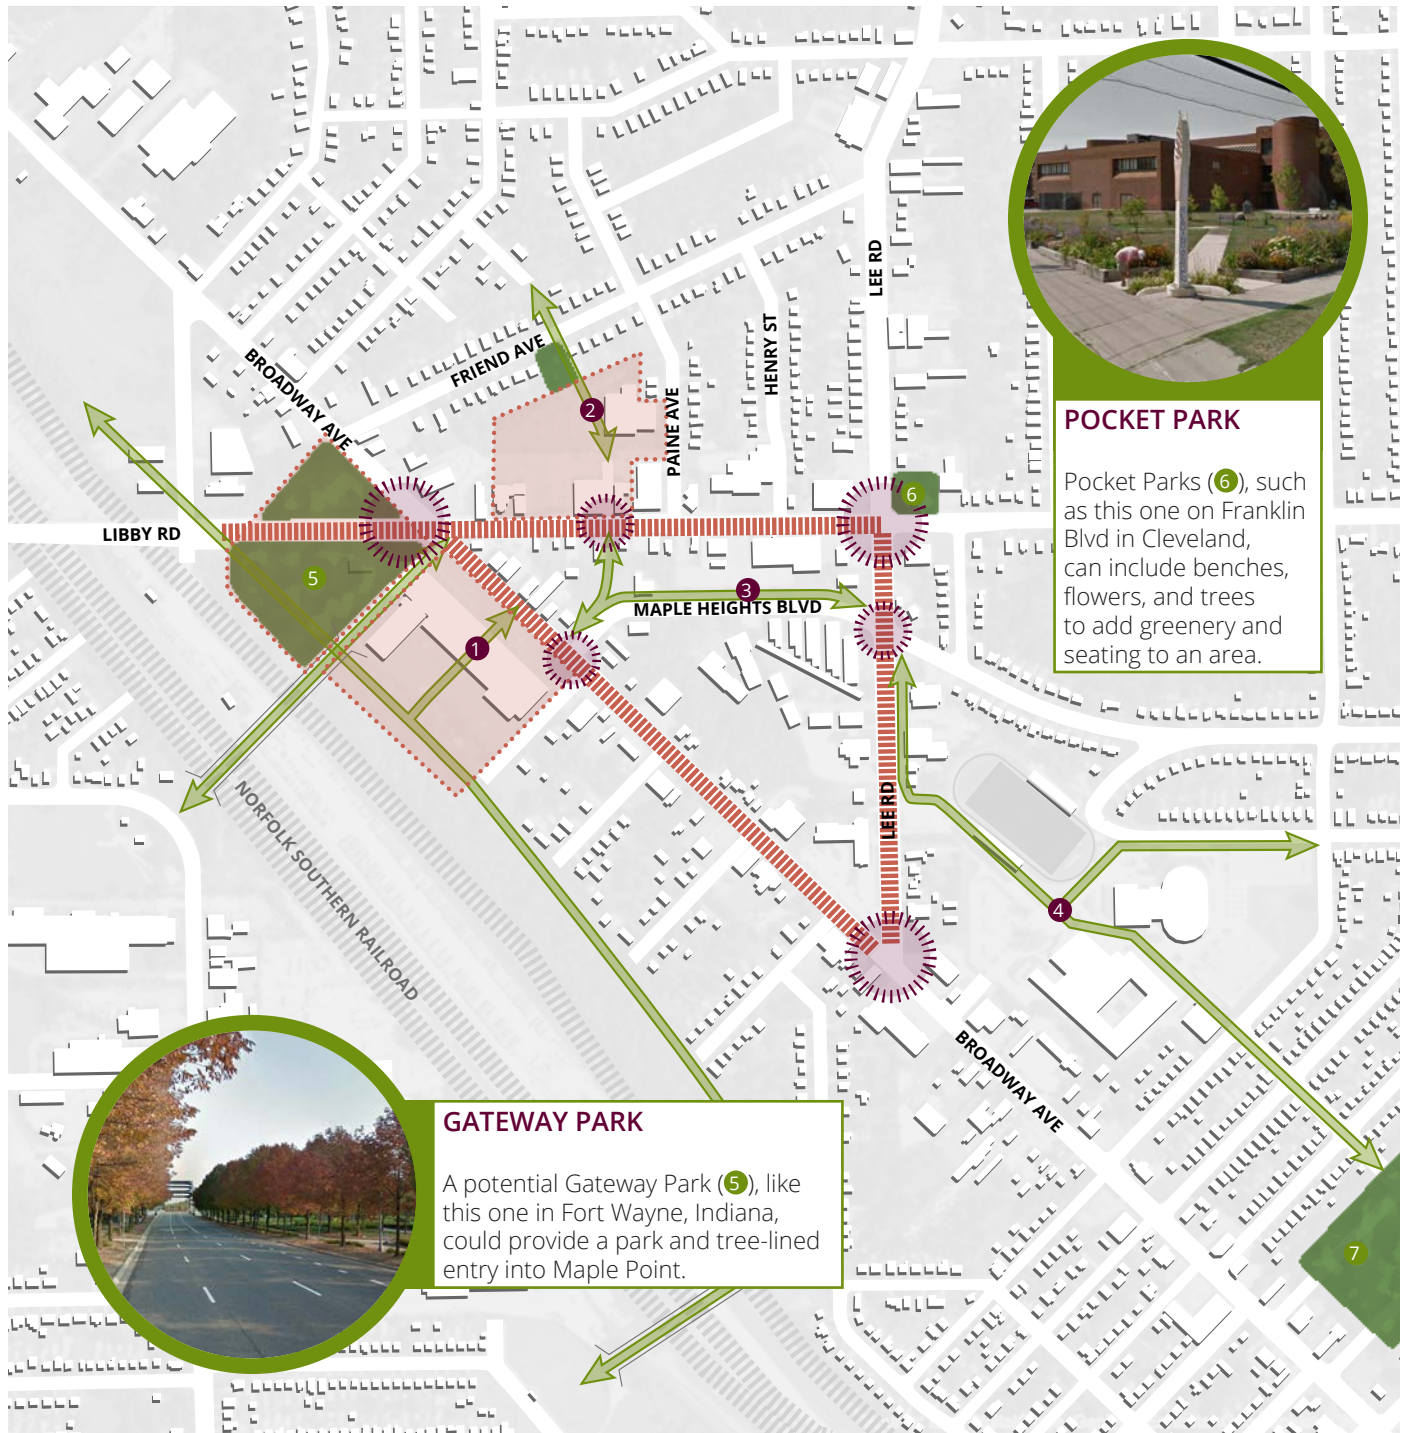 LEE RD
HENRY ST
FRIEND AVE
BROADWAY AVE
PAINE AVE
2
POCKET PARK
Pocket Parks (6), such
as this one on Franklin
Blvd in Cleveland,
can include benches,
flowers, and trees
to add greenery and
seating to an area.
6
LIBBY RD
5
3
MAPLE HEIGHTS BLVD
1
LEE RD
NORFOLK SOUTHERN RAILROAD
4
BROADWAY AVE
GATEWAY PARK
A potential Gateway Park (5), like
this one in Fort Wayne, Indiana,
could provide a park and tree-lined
entry into Maple Point.
7